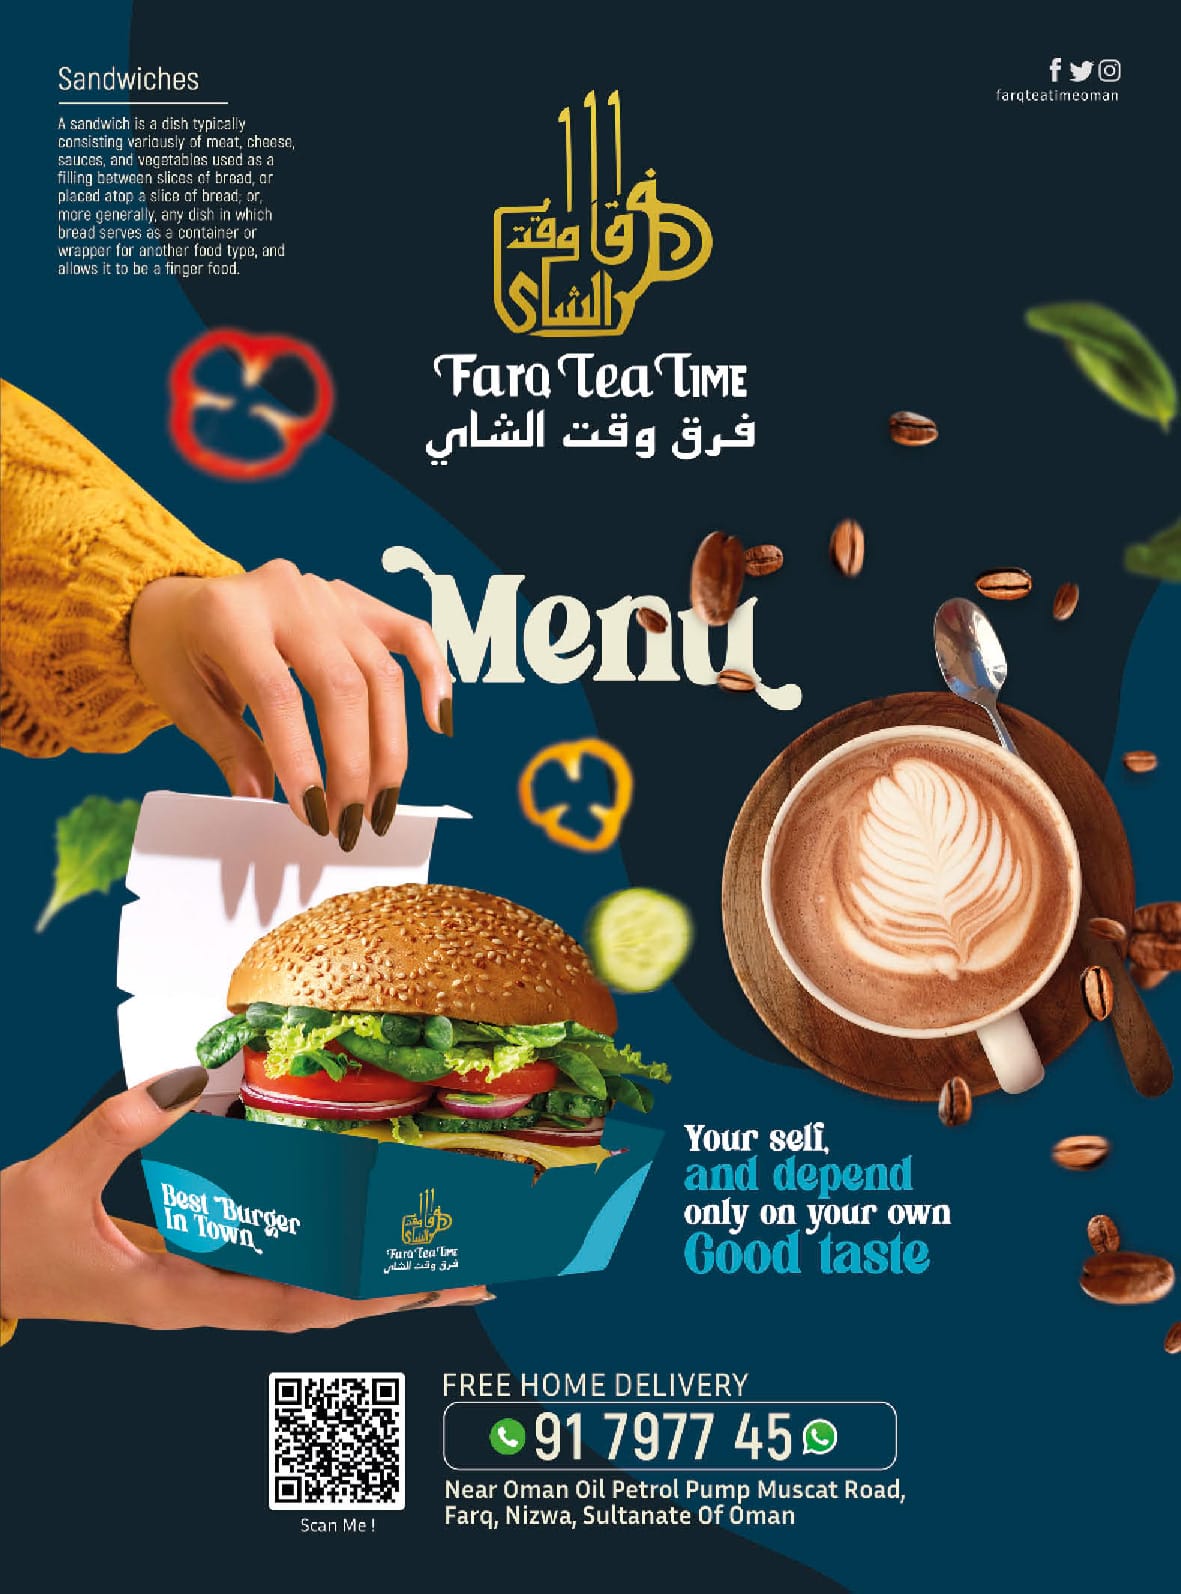 Sandwiches
A sandwich is a dish typically
consisting variously of meat, cheese,
sauces, and vegetables used as a
filling between slices of bread, or
placed atop a slice of bread; or,
more generally, any dish in which
bread serves as a container or
wrapper for another food type, and
allows it to be a finger food.
farqteatimeoman
فرق وقت
الشاي
Farq Tea Time
فرق وقت الشاي
Menu
Best Burger
In Town
فرق وقت
الشاي
Farq Tea Time
فرق وقت الشاي
Your self,
and depend
only on your own
Good taste
FREE HOME DELIVERY
91 7977 45
Near Oman Oil Petrol Pump Muscat Road,
Farq, Nizwa, Sultanate Of Oman
Scan Me !